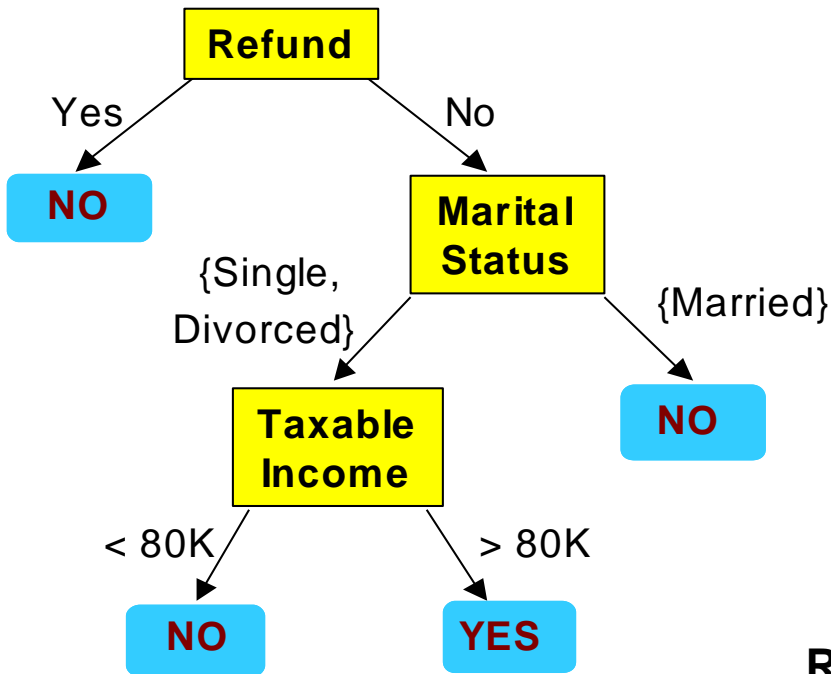 Refund
Yes
No
NO
Marital
Status
{Single,
Divorced}
{Married}
Taxable
Income
NO
< 80K
> 80K
NO
YES
R